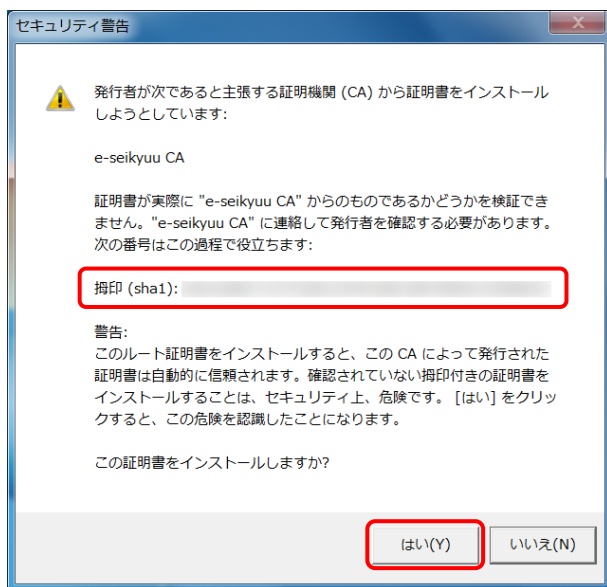 セキュリティ警告
発行者が次であると主張する証明機関 (CA) から証明書をインストール
しようとしています:
e-seikyuu CA
証明書が実際に "e-seikyuu CA" からのものであるかどうかを検証でき
ません。"e-seikyuu CA" に連絡して発行者を確認する必要があります。
次の番号はこの過程で役立ちます:
拇印 (sha1):
警告:
このルート証明書をインストールすると、この CA によって発行された
証明書は自動的に信頼されます。確認されていない拇印付きの証明書を
インストールすることは、セキュリティ上、危険です。 [はい] をクリッ
クすると、この危険を認識したことになります。
この証明書をインストールしますか?
はい(Y)
いいえ(N)